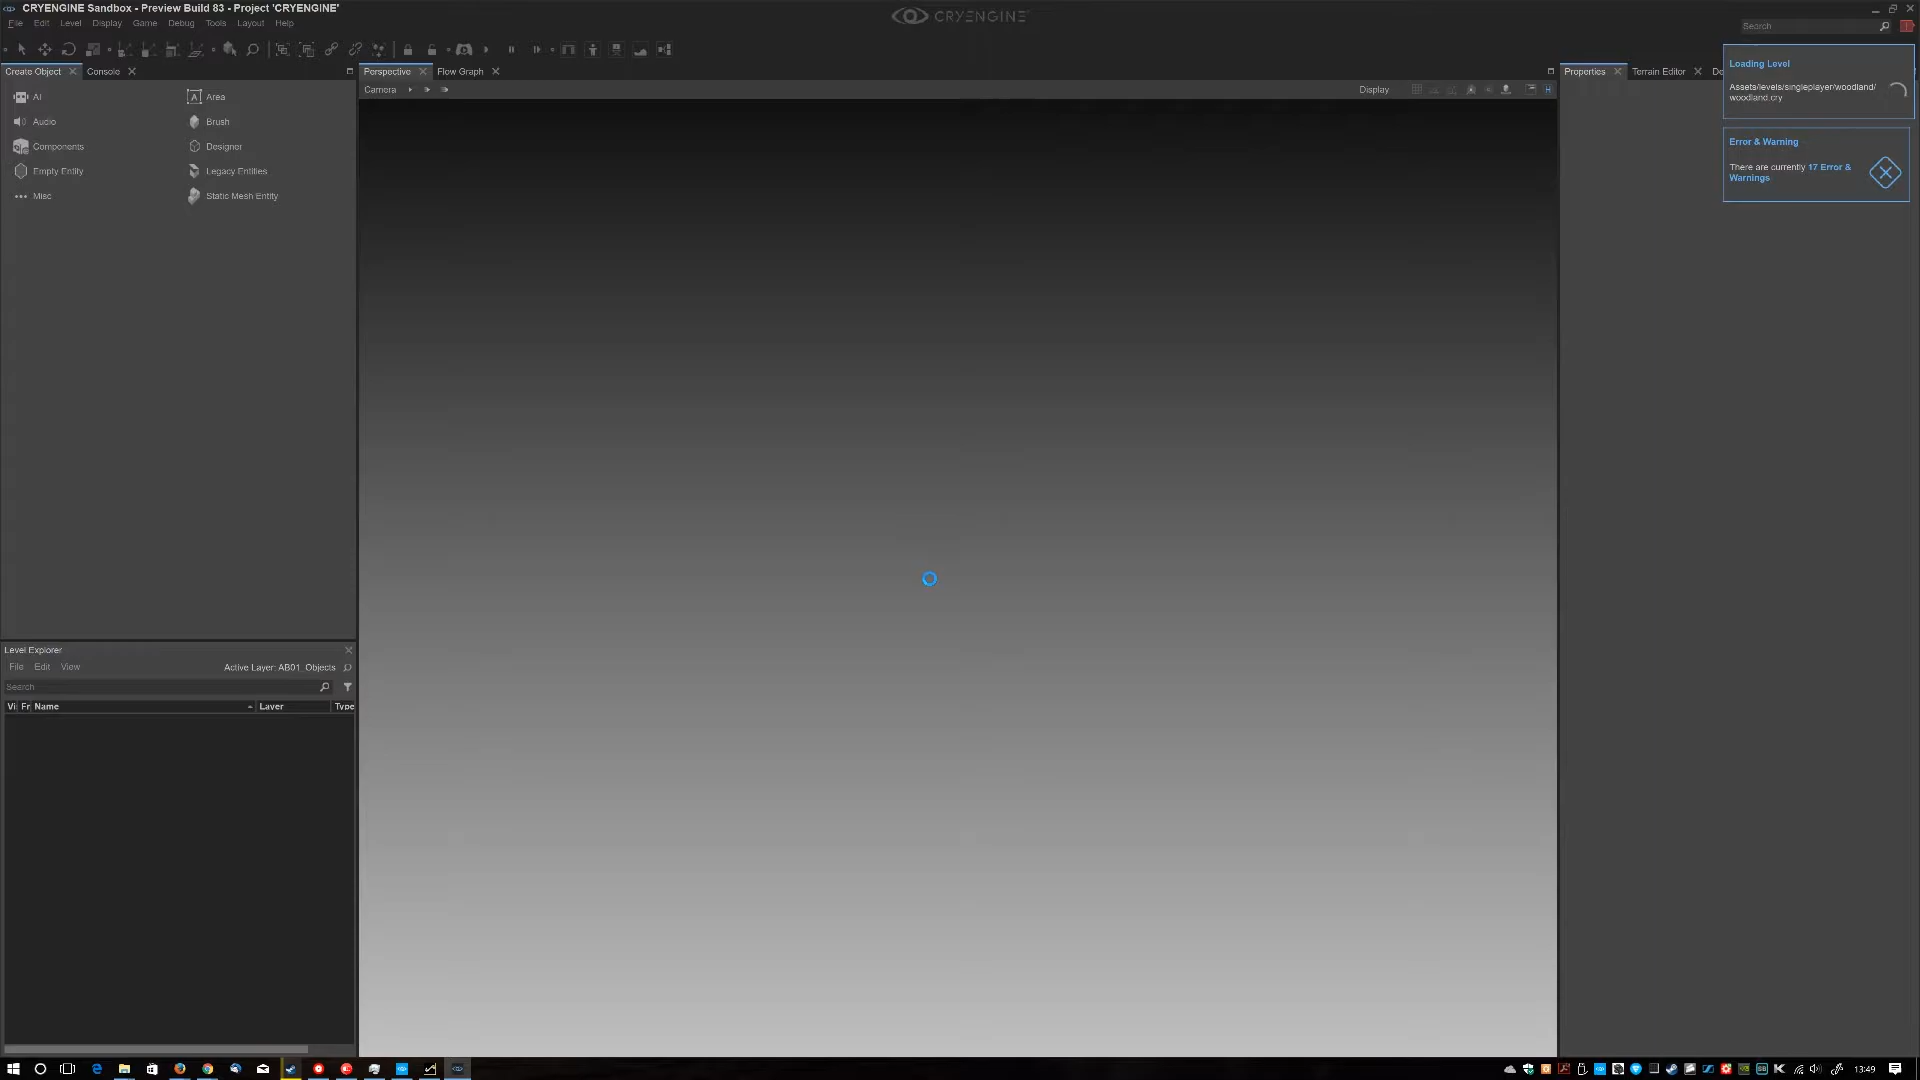 CRYENGINE Sandbox - Preview Build 83 - Project 'CRYENGINE'
CRYENGINE
File Edit Level Display Game Debug Tools Layout Help
Search
Create Object Console
Perspective Flow Graph
Properties Terrain Editor De
Camera
Display
Loading Level
Assets/levels/singleplayer/woodland/
woodland.cry
Error & Warning
There are currently 17 Error &
Warnings
AI Area
Audio Brush
Components Designer
Empty Entity Legacy Entities
Misc Static Mesh Entity
Level Explorer
File Edit View Active Layer: AB01_Objects
Search
Vi Fr Name Layer Type
13:49